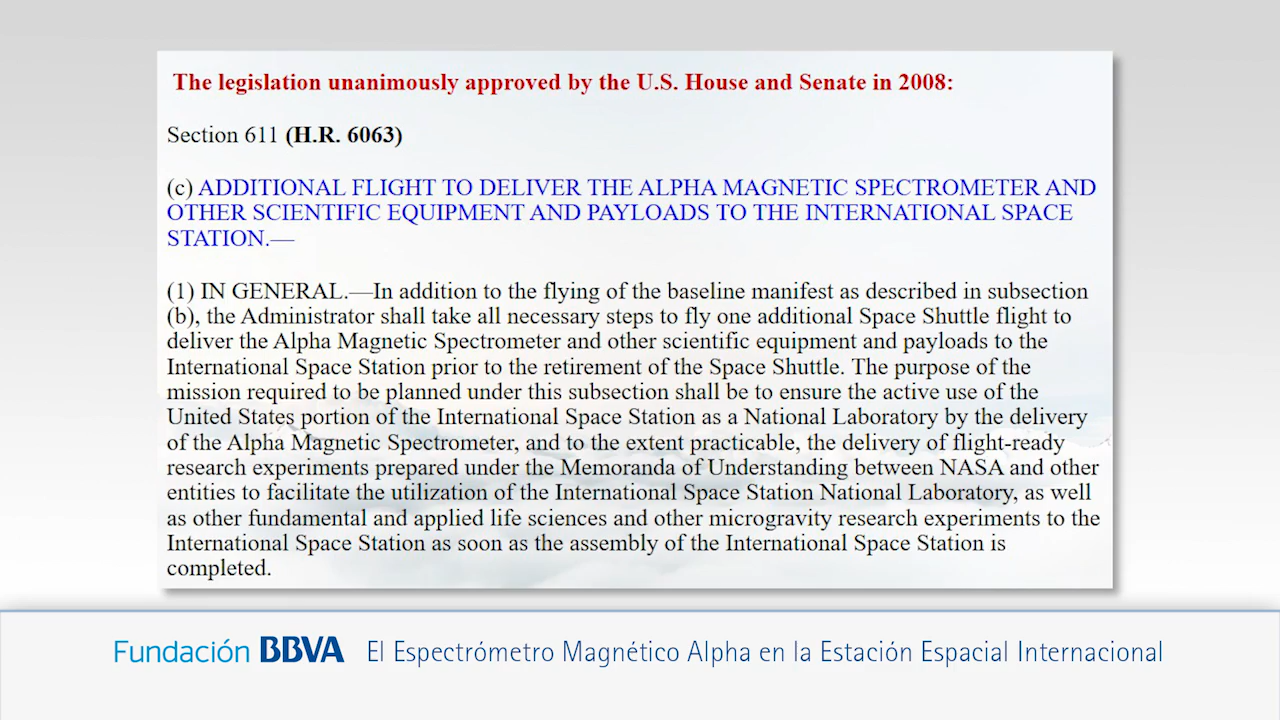 The legislation unanimously approved by the U.S. House and Senate in 2008:
Section 611 (H.R. 6063)
(c) ADDITIONAL FLIGHT TO DELIVER THE ALPHA MAGNETIC SPECTROMETER AND
OTHER SCIENTIFIC EQUIPMENT AND PAYLOADS TO THE INTERNATIONAL SPACE
STATION.—
(1) IN GENERAL.—In addition to the flying of the baseline manifest as described in subsection
(b), the Administrator shall take all necessary steps to fly one additional Space Shuttle flight to
deliver the Alpha Magnetic Spectrometer and other scientific equipment and payloads to the
International Space Station prior to the retirement of the Space Shuttle. The purpose of the
mission required to be planned under this subsection shall be to ensure the active use of the
United States portion of the International Space Station as a National Laboratory by the delivery
of the Alpha Magnetic Spectrometer, and to the extent practicable, the delivery of flight-ready
research experiments prepared under the Memoranda of Understanding between NASA and other
entities to facilitate the utilization of the International Space Station National Laboratory, as well
as other fundamental and applied life sciences and other microgravity research experiments to the
International Space Station as soon as the assembly of the International Space Station is
completed.
Fundación BBVA El Espectrómetro Magnético Alpha en la Estación Espacial Internacional